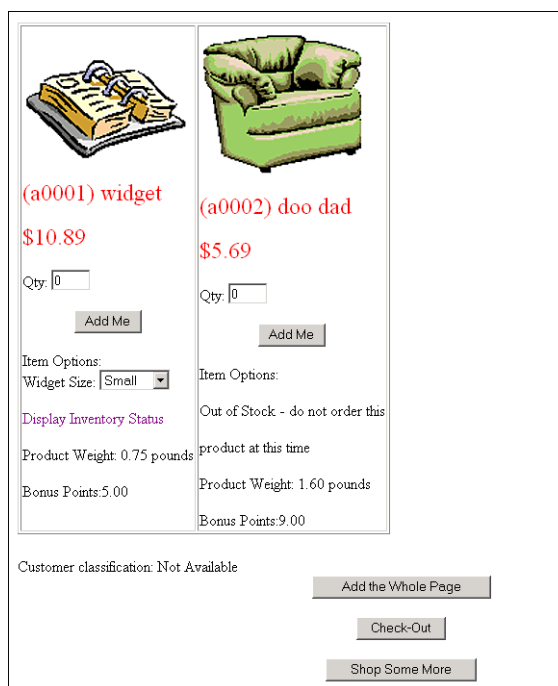 (a0001) widget
$10.89
Qty: 0
Add Me
Item Options:
Widget Size: Small
Display Inventory Status
Product Weight: 0.75 pounds
Bonus Points:5.00
(a0002) doo dad
$5.69
Qty: 0
Add Me
Item Options:
Out of Stock - do not order this
product at this time
Product Weight: 1.60 pounds
Bonus Points:9.00
Customer classification: Not Available
Add the Whole Page
Check-Out
Shop Some More